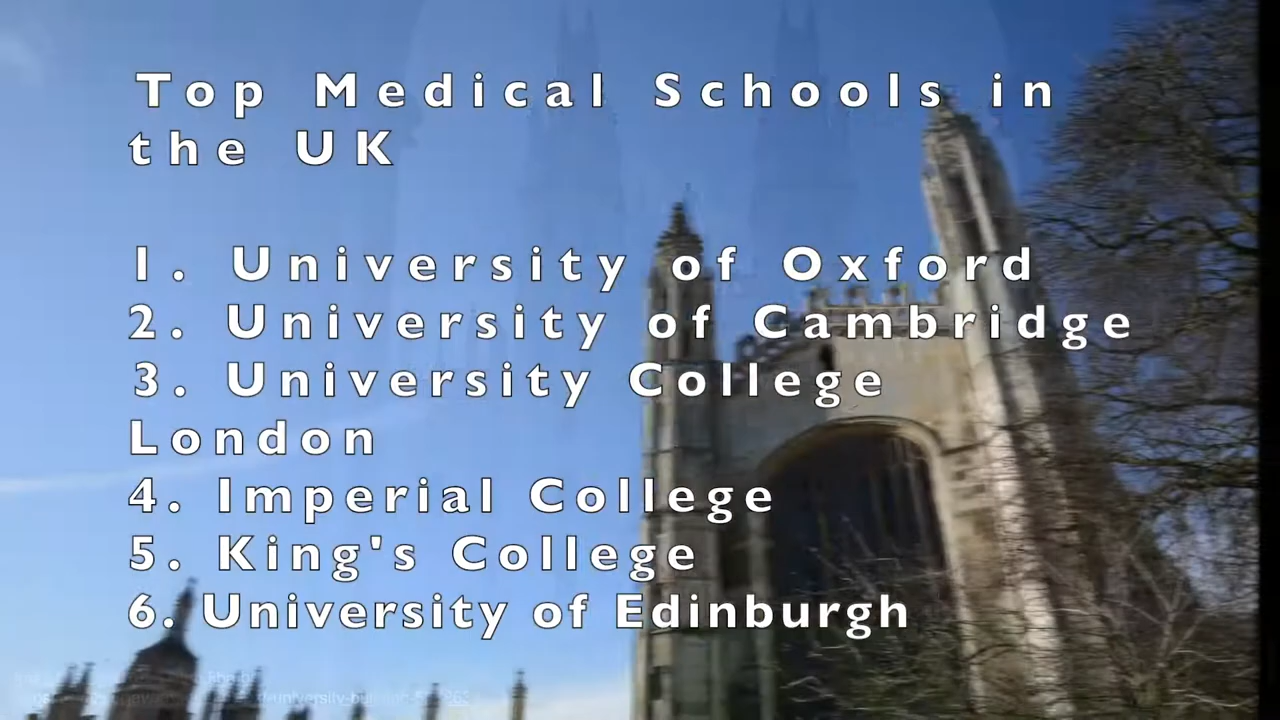 Top Medical Schools in
the UK
1. University of Oxford
2. University of Cambridge
3. University College
London
4. Imperial College
5. King's College
6. University of Edinburgh